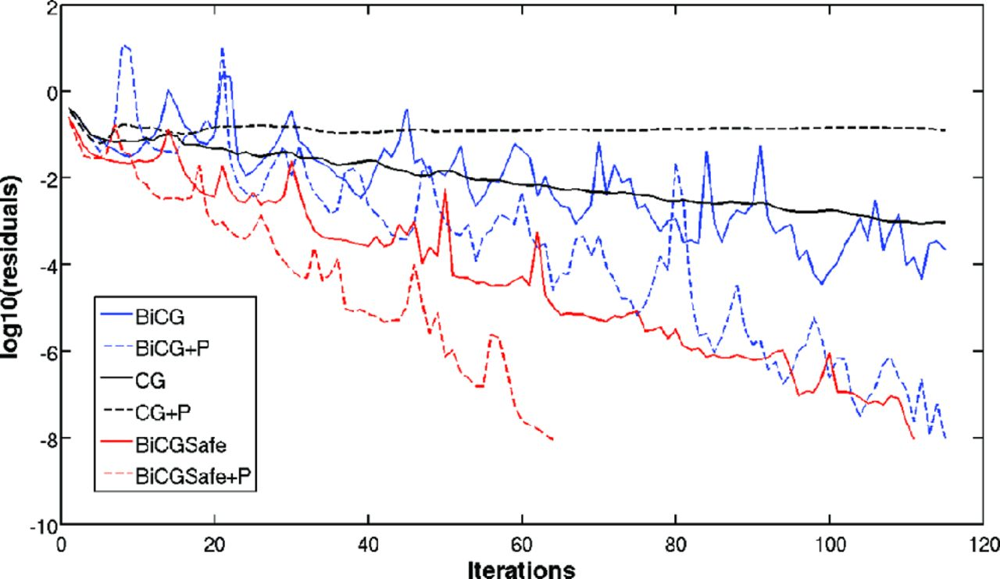 2
0
-2
-4
-6
-8
-10
log10(residuals)
BiCG
BiCG+P
CG
CG+P
BiCGSafe
BiCGSafe+P
0 20 40 60 80 100 120
Iterations